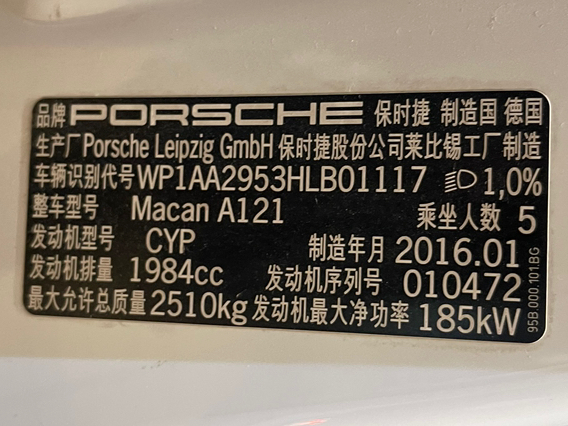 品牌 PORSCHE 保时捷 制造国 德国
生产厂 Porsche Leipzig GmbH 保时捷股份公司莱比锡工厂制造
车辆识别代号 WP1AA2953HLB01117 1,0%
整车型号 Macan A121 乘坐人数 5
发动机型号 CYP 制造年月 2016.01
发动机排量 1984cc 发动机序列号 010472
最大允许总质量 2510kg 发动机最大净功率 185kW
95B.000.101BG